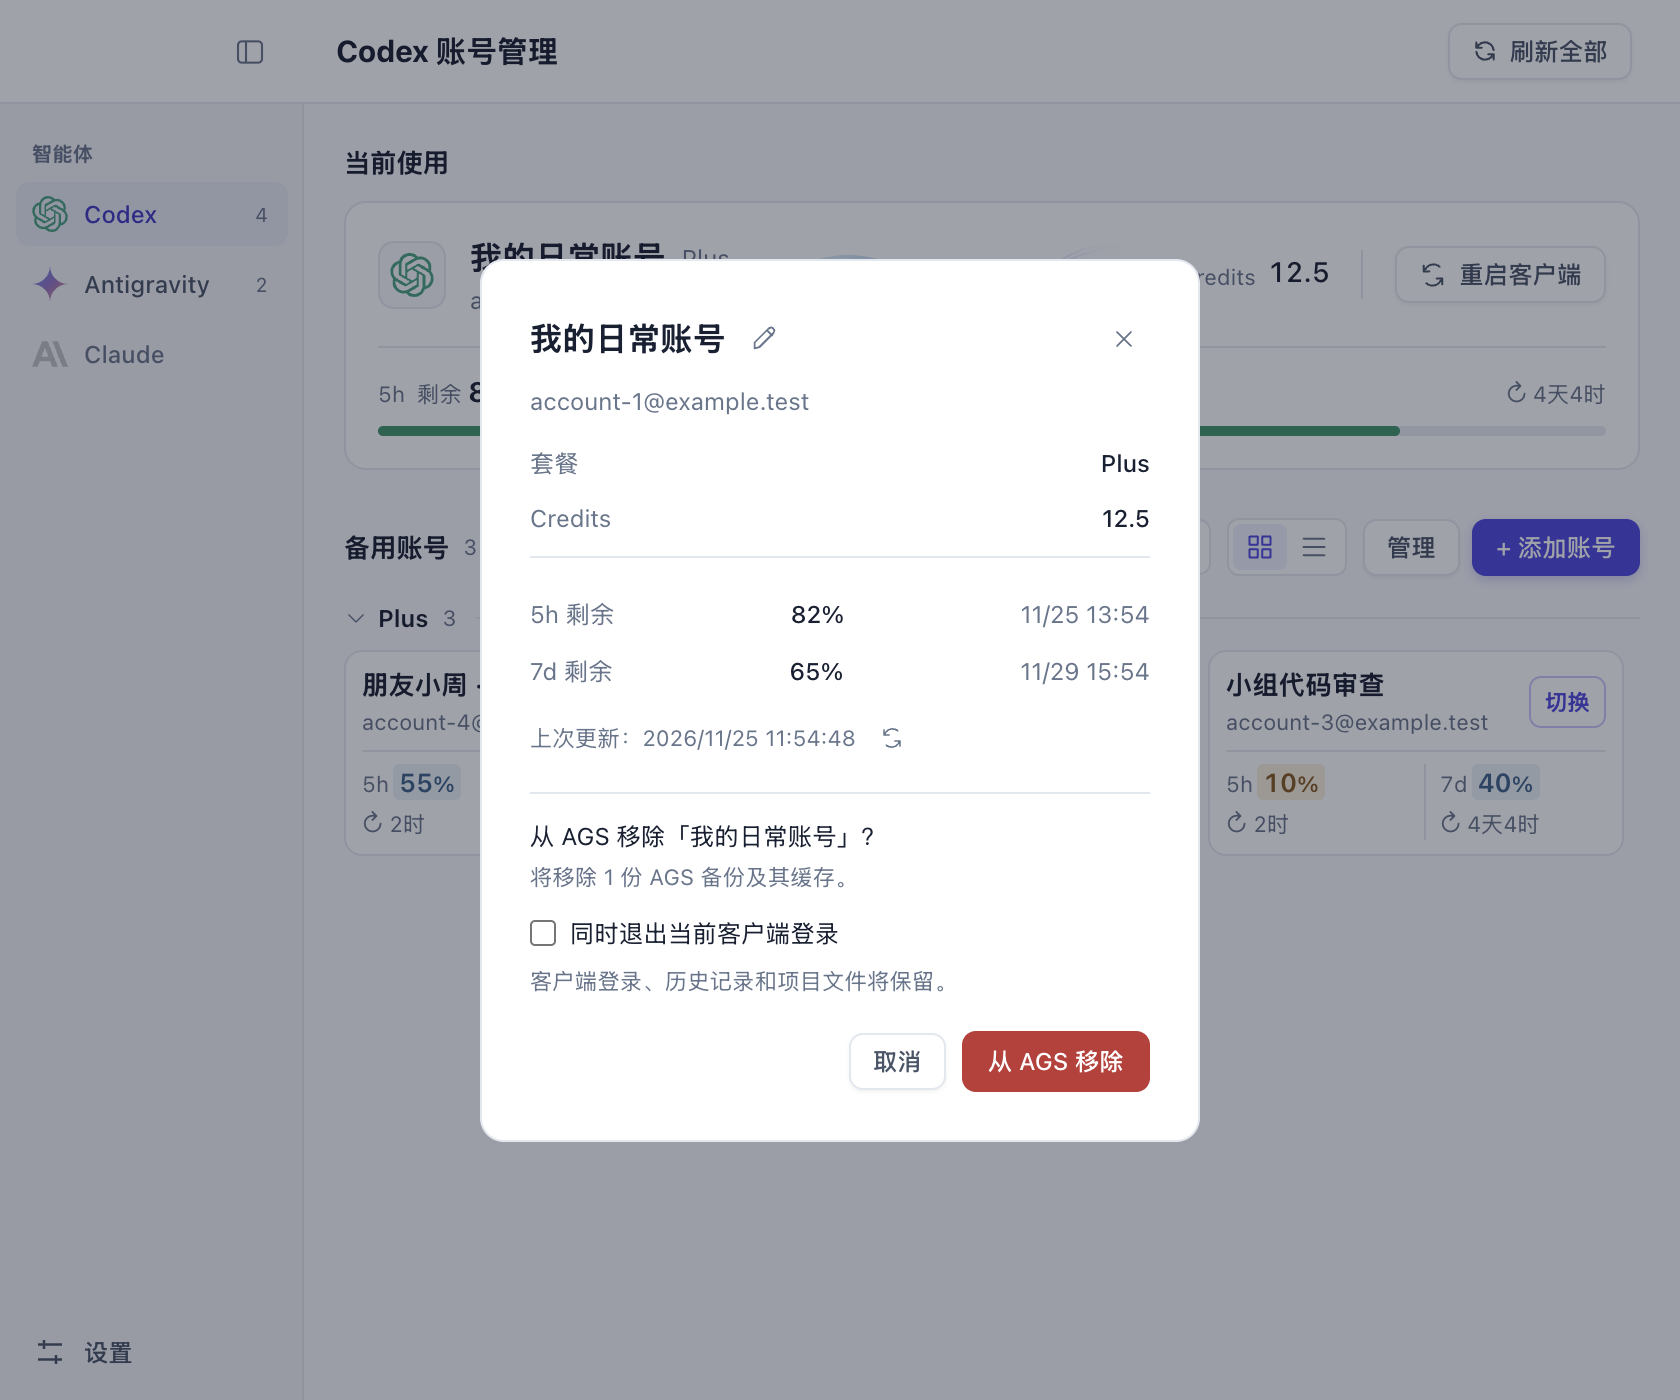 Codex 账号管理
刷新全部
智能体
Codex 4
Antigravity 2
Claude
设置
当前使用
我的日常账号 Plus
12.5
重启客户端
5h 剩余
4天4时
备用账号 3
管理
+ 添加账号
Plus 3
朋友小周
account-4@
5h 55%
2时
小组代码审查
account-3@example.test
切换
5h 10%
2时
7d 40%
4天4时
我的日常账号
account-1@example.test
套餐 Plus
Credits 12.5
5h 剩余 82% 11/25 13:54
7d 剩余 65% 11/29 15:54
上次更新：2026/11/25 11:54:48
从 AGS 移除「我的日常账号」?
将移除 1 份 AGS 备份及其缓存。
同时退出当前客户端登录
客户端登录、历史记录和项目文件将保留。
取消
从 AGS 移除